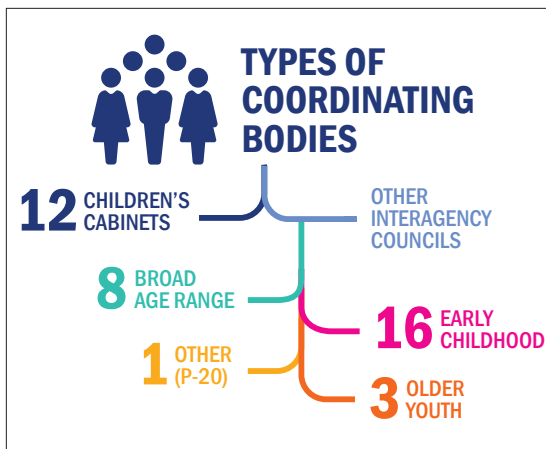 TYPES OF
COORDINATING
BODIES
12 CHILDREN'S
CABINETS
OTHER
INTERAGENCY
COUNCILS
8 BROAD
AGE RANGE
16 EARLY
CHILDHOOD
1 OTHER
(P-20)
3 OLDER
YOUTH